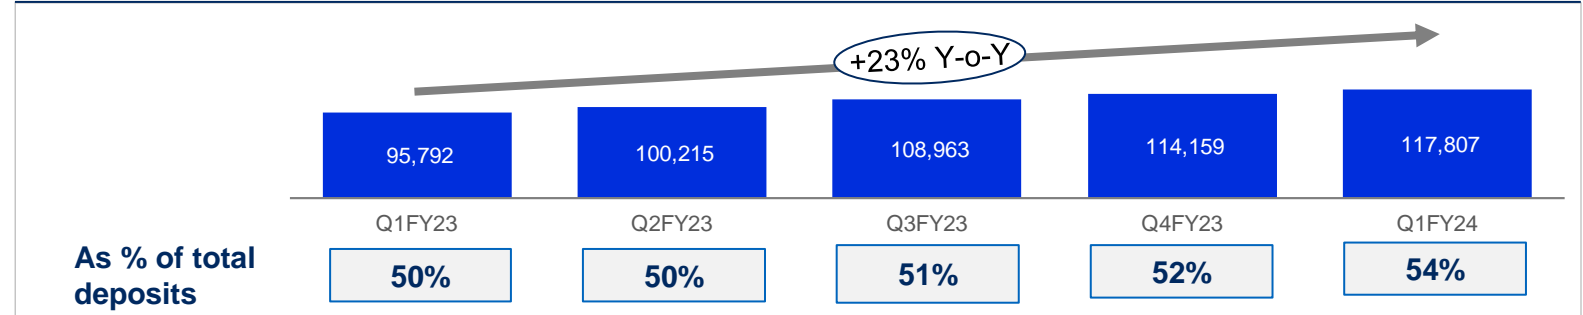 +23% Y-o-Y
95,792 100,215 108,963 114,159 117,807
Q1FY23 Q2FY23 Q3FY23 Q4FY23 Q1FY24
As % of total
deposits
50% 50% 51% 52% 54%